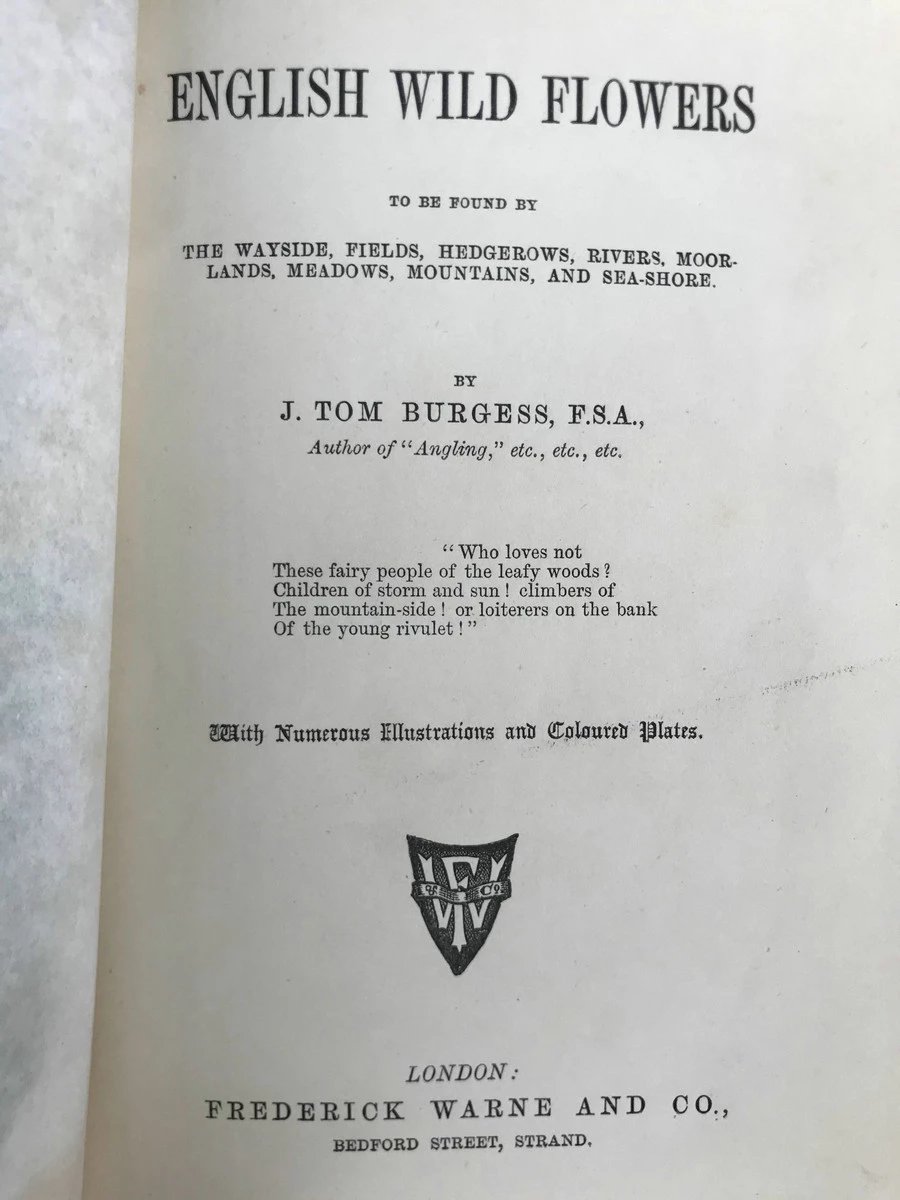 ENGLISH WILD FLOWERS
TO BE FOUND BY
THE WAYSIDE, FIELDS, HEDGEROWS, RIVERS, MOOR-
LANDS, MEADOWS, MOUNTAINS, AND SEA-SHORE.
BY
J. TOM BURGESS, F.S.A.,
Author of "Angling," etc., etc., etc.
"Who loves not
These fairy people of the leafy woods?
Children of storm and sun! climbers of
The mountain-side! or loiterers on the bank
Of the young rivulet!"
With Numerous Illustrations and Coloured Plates.
F W
& Co
LONDON:
FREDERICK WARNE AND CO.,
BEDFORD STREET, STRAND.